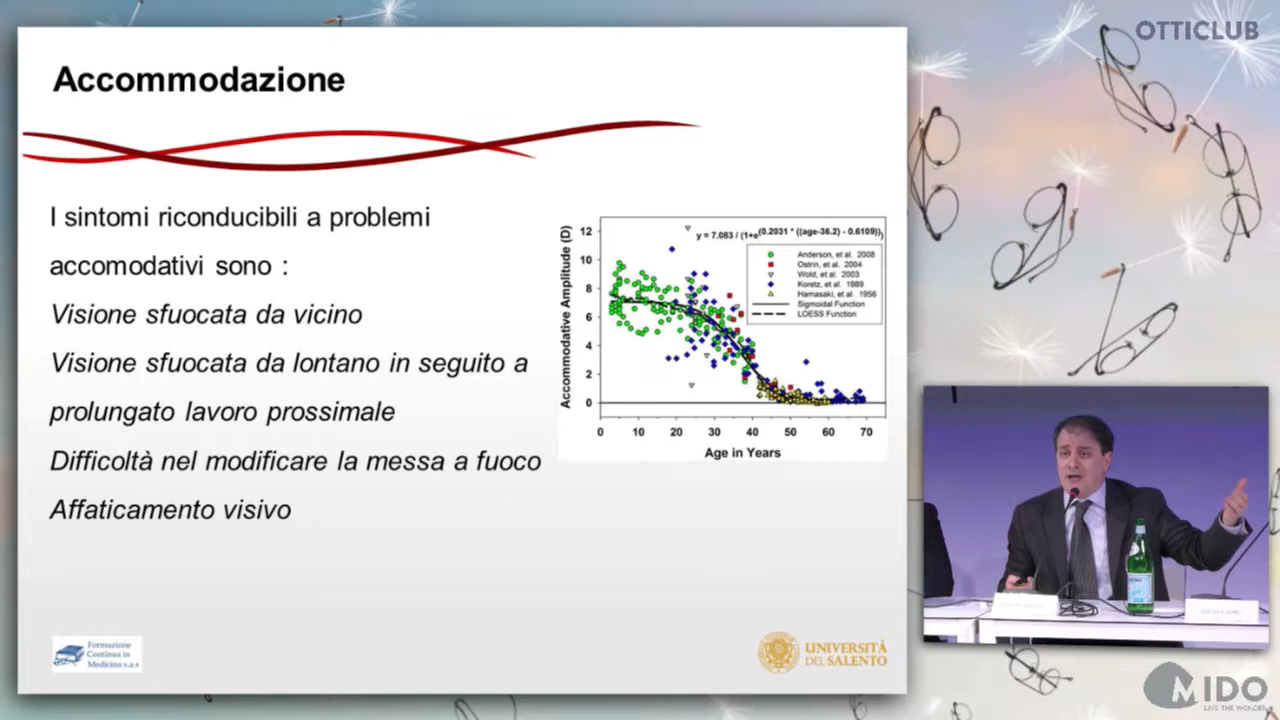 OTTICLUB
Accommodazione
I sintomi riconducibili a problemi
accomodativi sono :
Visione sfuocata da vicino
Visione sfuocata da lontano in seguito a
prolungato lavoro prossimale
Difficoltà nel modificare la messa a fuoco
Affaticamento visivo
Accommodative Amplitude (D)
12
10
8
6
4
2
0
y = 7.083 / (1+e(0.2031 * ((age-36.2) - 0.6109)))
Anderson, et al. 2008
Ostrin, et al. 2004
Wold, et al. 2003
Koretz, et al. 1989
Hamasaki, et al. 1956
Sigmoidal Function
LOESS Function
0 10 20 30 40 50 60 70
Age in Years
Formazione
Continua in
Medicina s.a.s
UNIVERSITÀ
DEL SALENTO
MIDO
LIVE THE WONDER